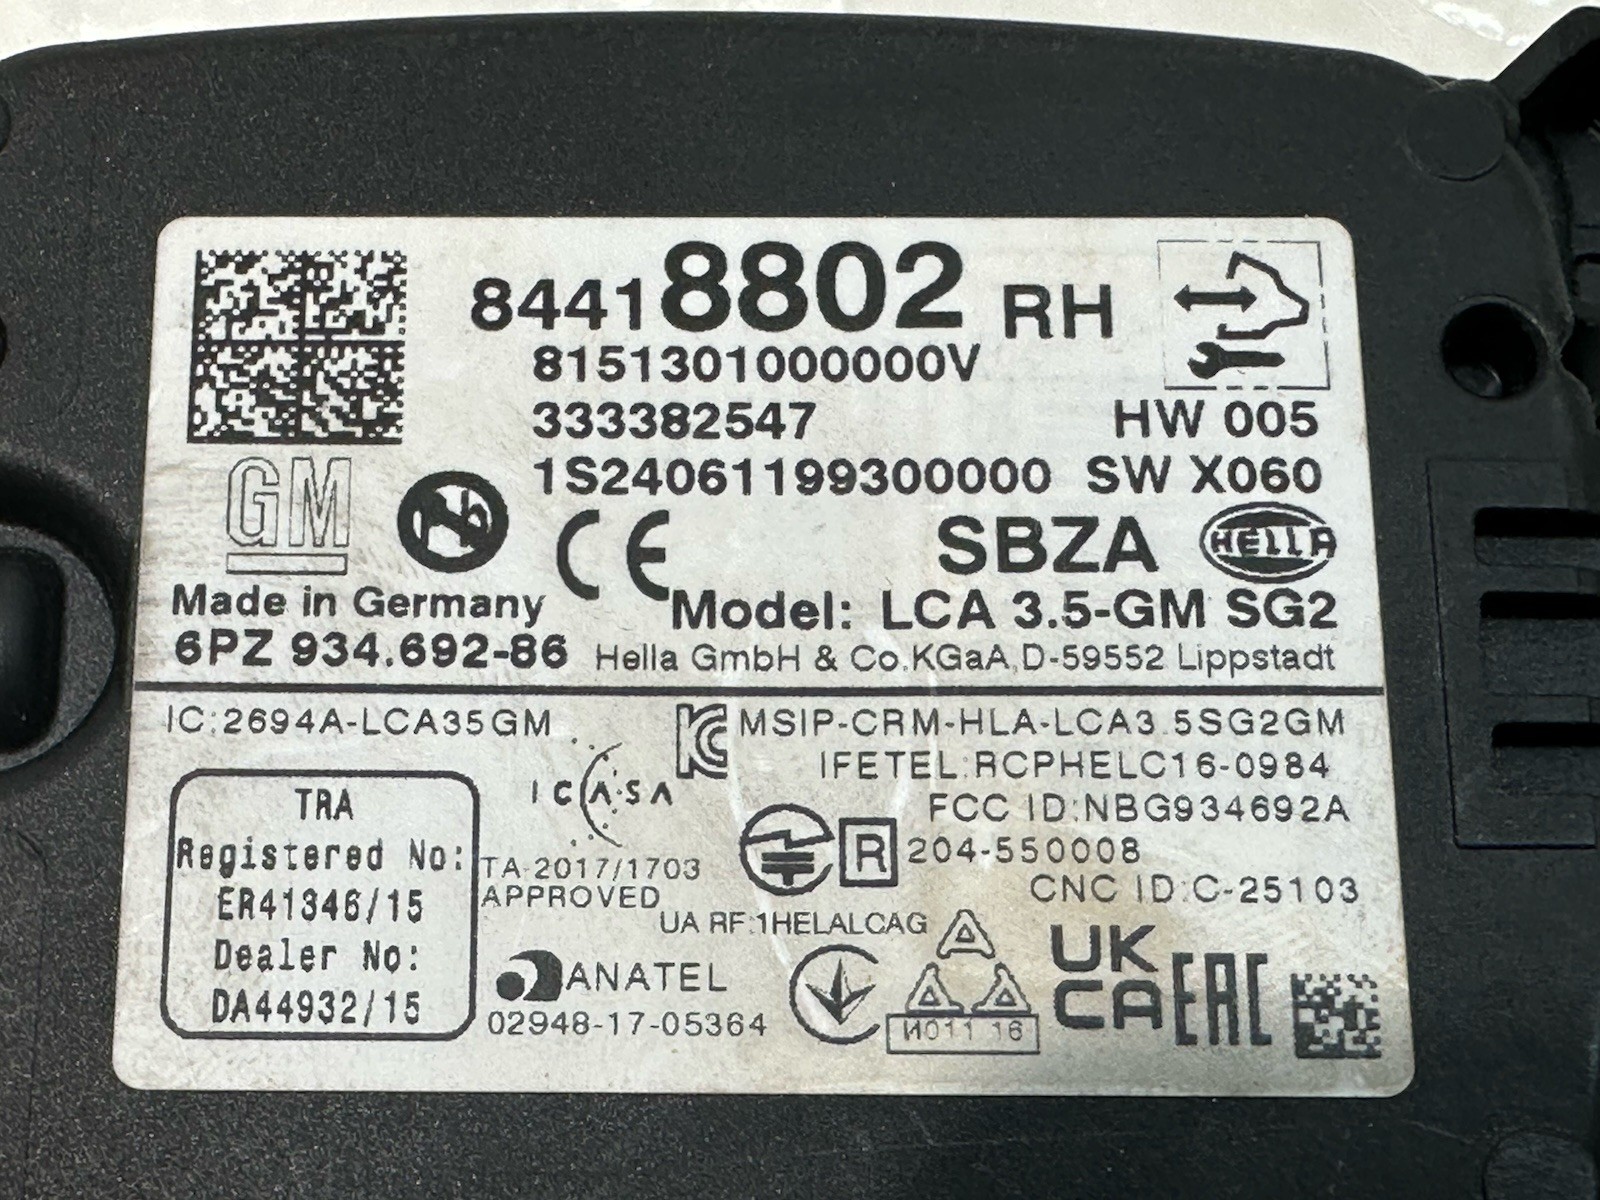 84418802 RH
8151301000000V
333382547 HW 005
1S24061199300000 SW X060
GM
CE SBZA HELLA
Made in Germany Model: LCA 3.5-GM SG2
6PZ 934.692-86 Hella GmbH & Co.KGaA,D-59552 Lippstadt
IC:2694A-LCA35GM MSIP-CRM-HLA-LCA3.5SG2GM
IFETEL:RCPHELC16-0984
TRA
Registered No:
ER41346/15
Dealer No:
DA44932/15
ICASA
TA-2017/1703
APPROVED
FCC ID:NBG934692A
R 204-550008
CNC ID:C-25103
UA RF:1HELALCAG
ANATEL
02948-17-05364
И011 16
UK
CA
EAC